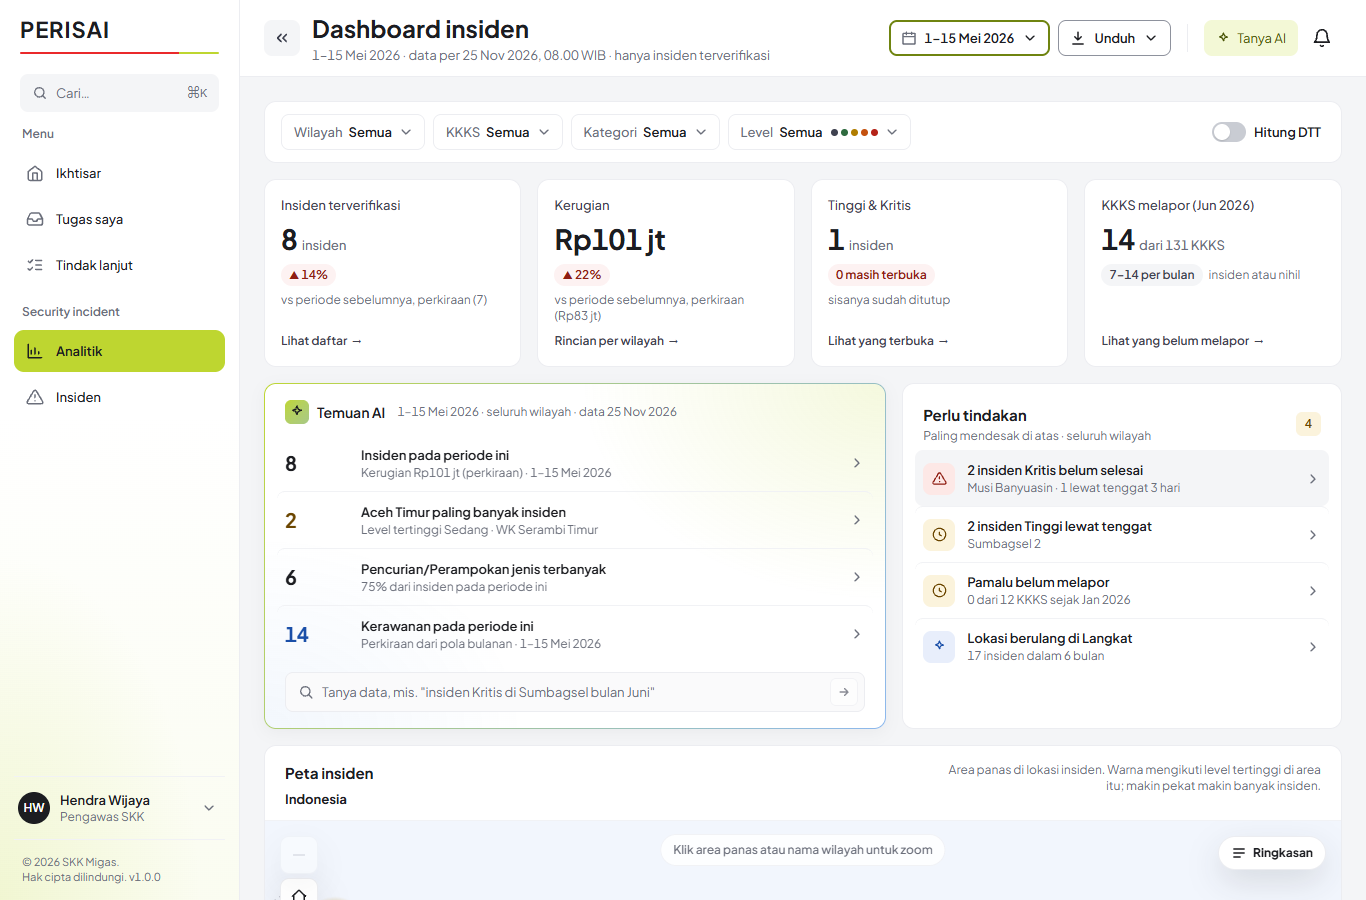 PERISAI
Cari...
⌘K
Menu
Ikhtisar
Tugas saya
Tindak lanjut
Security incident
Analitik
Insiden
HW
Hendra Wijaya
Pengawas SKK
© 2026 SKK Migas.
Hak cipta dilindungi. v1.0.0
Dashboard insiden
1–15 Mei 2026 · data per 25 Nov 2026, 08.00 WIB · hanya insiden terverifikasi
1–15 Mei 2026
Unduh
Tanya AI
Wilayah Semua
KKKS Semua
Kategori Semua
Level Semua
Hitung DTT
Insiden terverifikasi
8 insiden
▲ 14%
vs periode sebelumnya, perkiraan (7)
Lihat daftar →
Kerugian
Rp101 jt
▲ 22%
vs periode sebelumnya, perkiraan
(Rp83 jt)
Rincian per wilayah →
Tinggi & Kritis
1 insiden
0 masih terbuka
sisanya sudah ditutup
Lihat yang terbuka →
KKKS melapor (Jun 2026)
14 dari 131 KKKS
7–14 per bulan insiden atau nihil
Lihat yang belum melapor →
Temuan AI 1–15 Mei 2026 · seluruh wilayah · data 25 Nov 2026
8
Insiden pada periode ini
Kerugian Rp101 jt (perkiraan) · 1–15 Mei 2026
2
Aceh Timur paling banyak insiden
Level tertinggi Sedang · WK Serambi Timur
6
Pencurian/Perampokan jenis terbanyak
75% dari insiden pada periode ini
14
Kerawanan pada periode ini
Perkiraan dari pola bulanan · 1–15 Mei 2026
Tanya data, mis. "insiden Kritis di Sumbagsel bulan Juni"
Perlu tindakan
Paling mendesak di atas · seluruh wilayah
4
2 insiden Kritis belum selesai
Musi Banyuasin · 1 lewat tenggat 3 hari
2 insiden Tinggi lewat tenggat
Sumbagsel 2
Pamalu belum melapor
0 dari 12 KKKS sejak Jan 2026
Lokasi berulang di Langkat
17 insiden dalam 6 bulan
Peta insiden
Indonesia
Area panas di lokasi insiden. Warna mengikuti level tertinggi di area
itu; makin pekat makin banyak insiden.
Klik area panas atau nama wilayah untuk zoom
Ringkasan